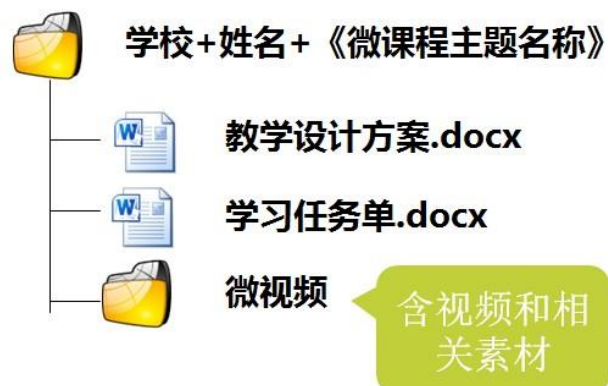 学校+姓名+《微课程主题名称》
教学设计方案.docx
学习任务单.docx
微视频
含视频和相
关素材